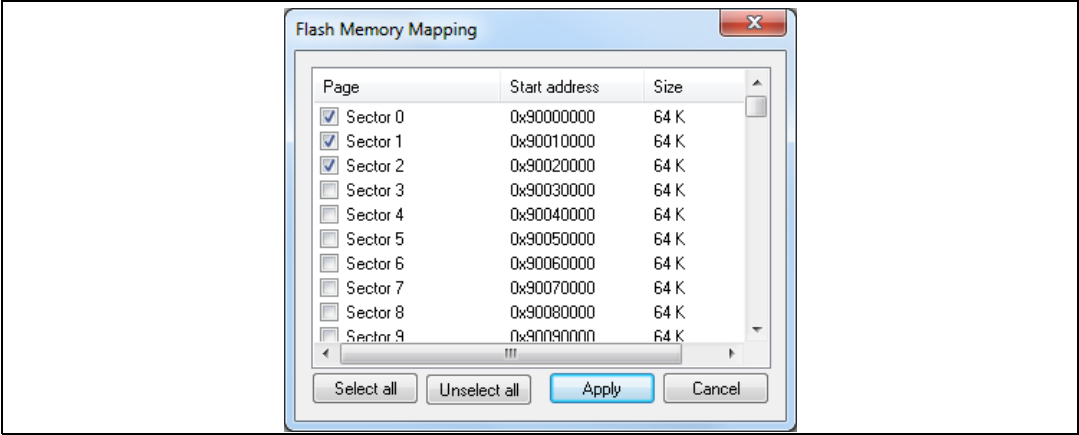 Flash Memory Mapping
Page Start address Size
Sector 0 0x90000000 64 K
Sector 1 0x90010000 64 K
Sector 2 0x90020000 64 K
Sector 3 0x90030000 64 K
Sector 4 0x90040000 64 K
Sector 5 0x90050000 64 K
Sector 6 0x90060000 64 K
Sector 7 0x90070000 64 K
Sector 8 0x90080000 64 K
Sector 9 0x90090000 64 K
Select all Unselect all Apply Cancel